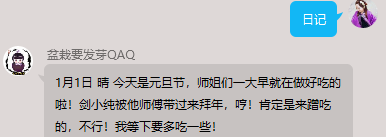 日记
盆栽要发芽QAQ
1月1日 晴 今天是元旦节，师姐们一大早就在做好吃的
啦！剑小纯被他师傅带过来拜年，哼！肯定是来蹭吃
的，不行！我等下要多吃一些！